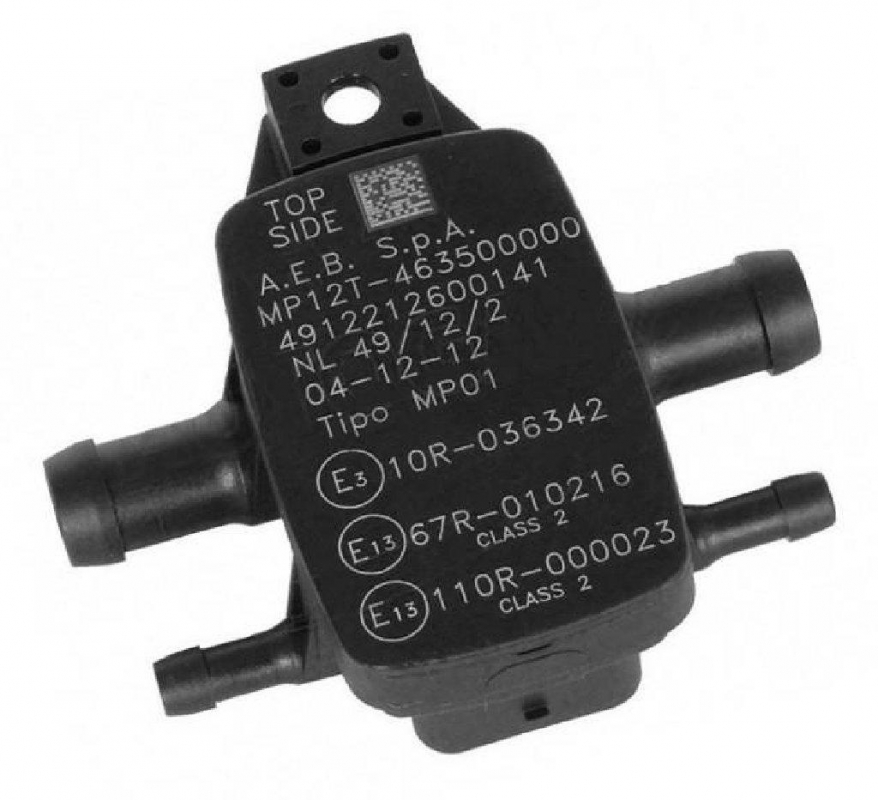 TOP
SIDE
A.E.B. S.p.A.
MP12T-463500000
4912212600141
NL 49/12/2
04-12-12
Tipo MP01
E3 10R-036342
E13 67R-010216
CLASS 2
E13 110R-000023
CLASS 2